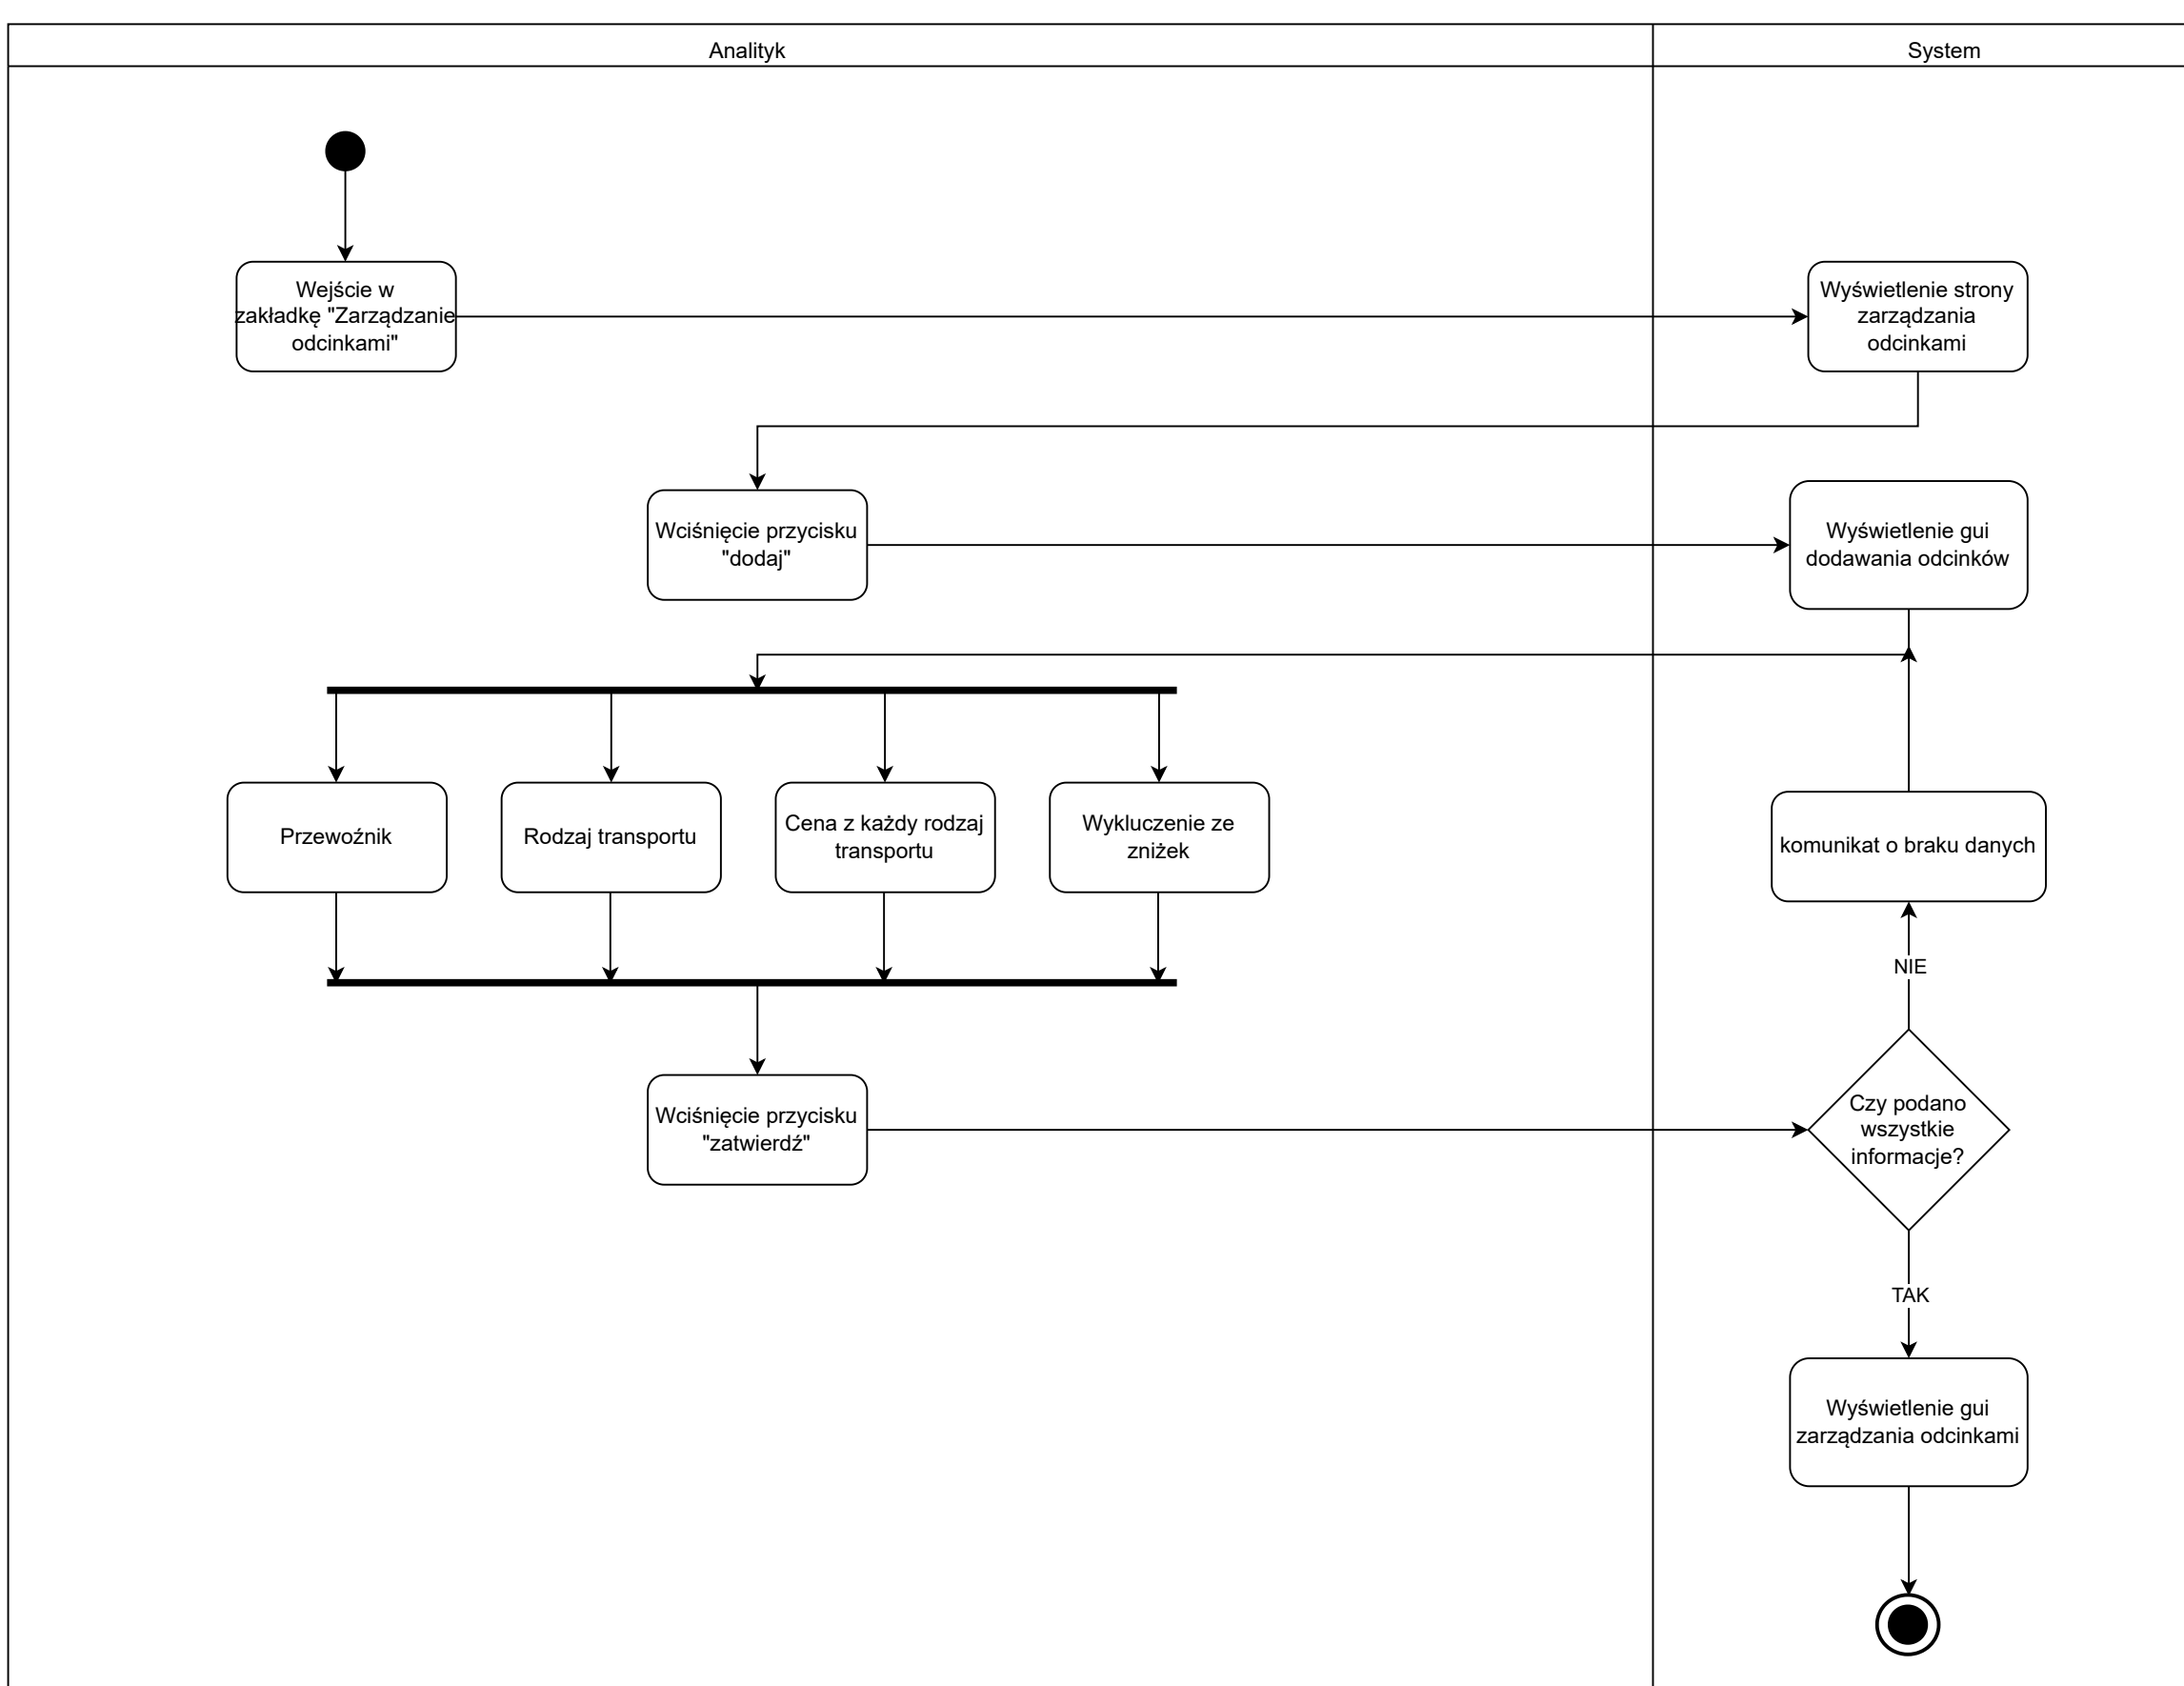 Analityk
System
Wejście w
zakładkę "Zarządzanie
odcinkami"
Wyświetlenie strony
zarządzania
odcinkami
Wciśnięcie przycisku
"dodaj"
Wyświetlenie gui
dodawania odcinków
Przewoźnik
Rodzaj transportu
Cena z każdy rodzaj
transportu
Wykluczenie ze
zniżek
komunikat o braku danych
NIE
Wciśnięcie przycisku
"zatwierdź"
Czy podano
wszystkie
informacje?
TAK
Wyświetlenie gui
zarządzania odcinkami